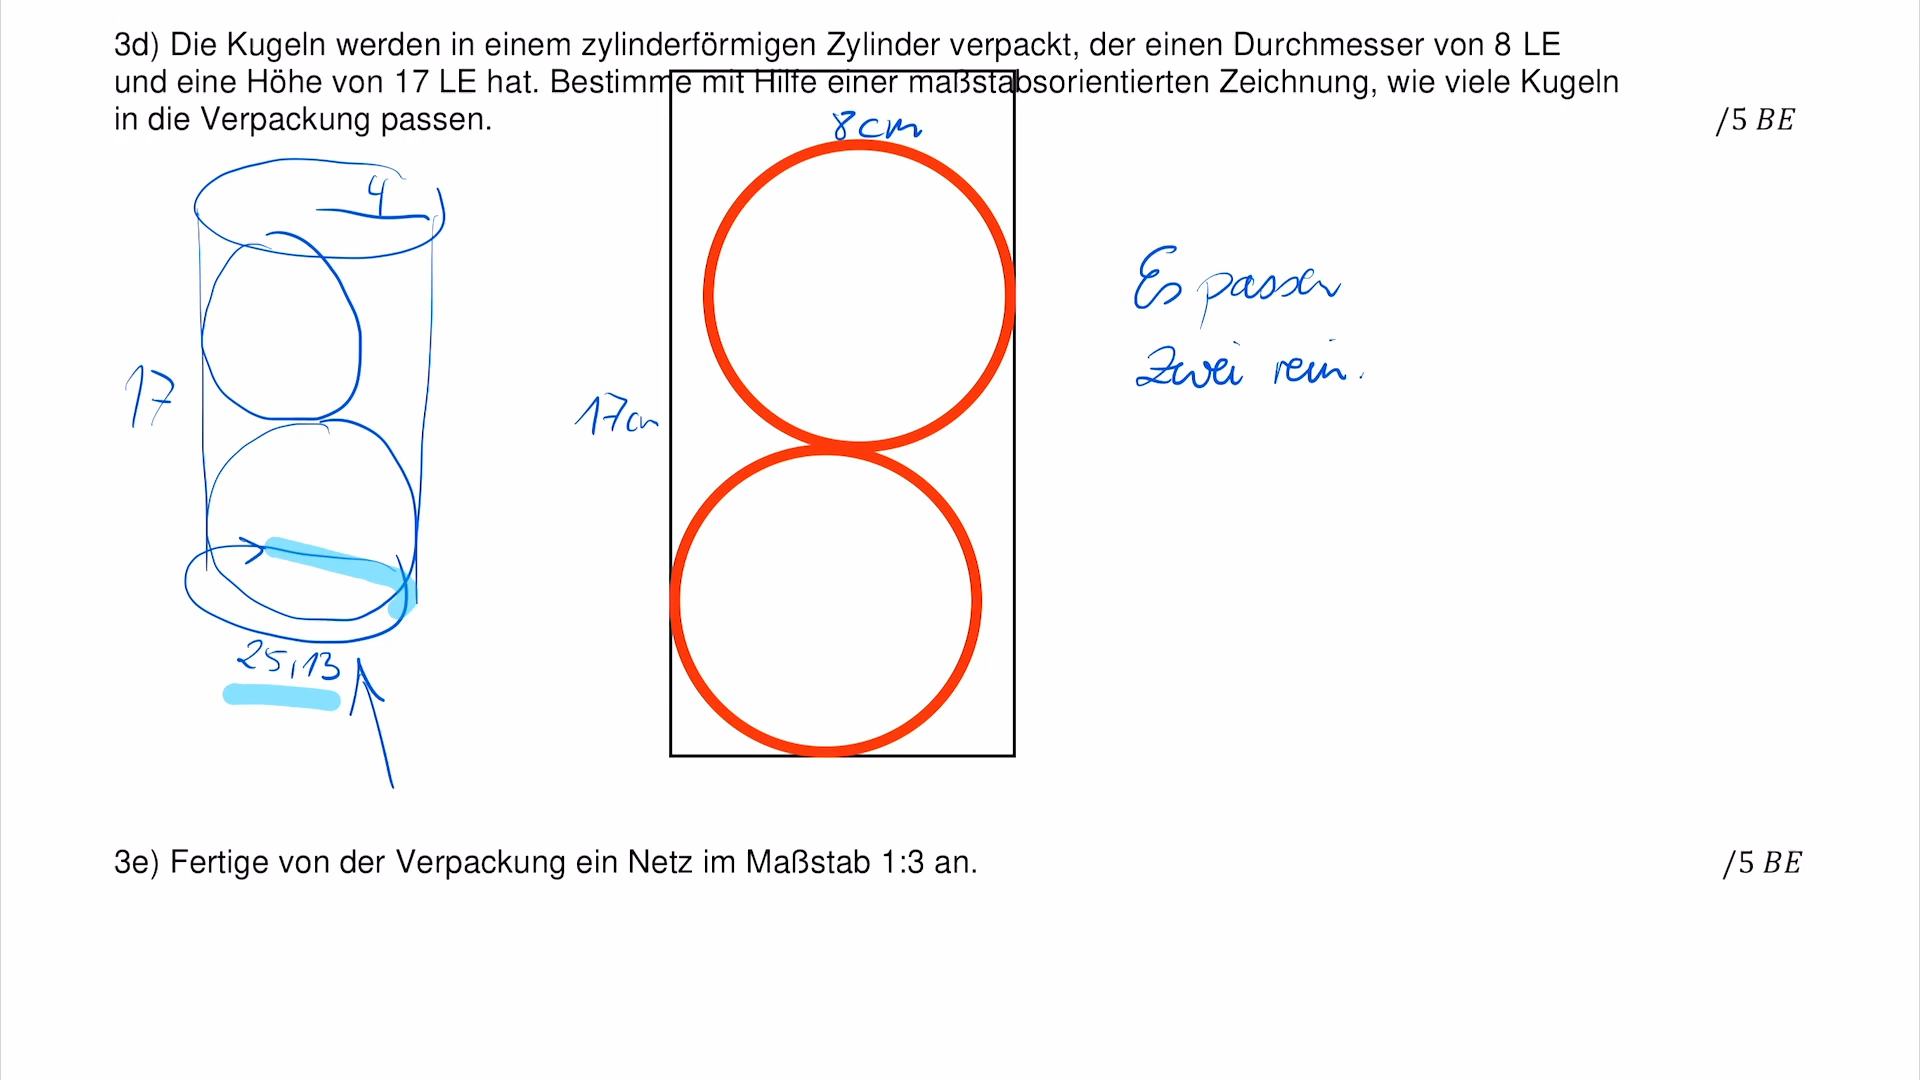 3d) Die Kugeln werden in einem zylinderförmigen Zylinder verpackt, der einen Durchmesser von 8 LE
und eine Höhe von 17 LE hat. Bestimme mit Hilfe einer maßstabsorientierten Zeichnung, wie viele Kugeln
in die Verpackung passen. /5 BE
8cm
4
17
17cm
Es passen
zwei rein.
25,13
3e) Fertige von der Verpackung ein Netz im Maßstab 1:3 an. /5 BE